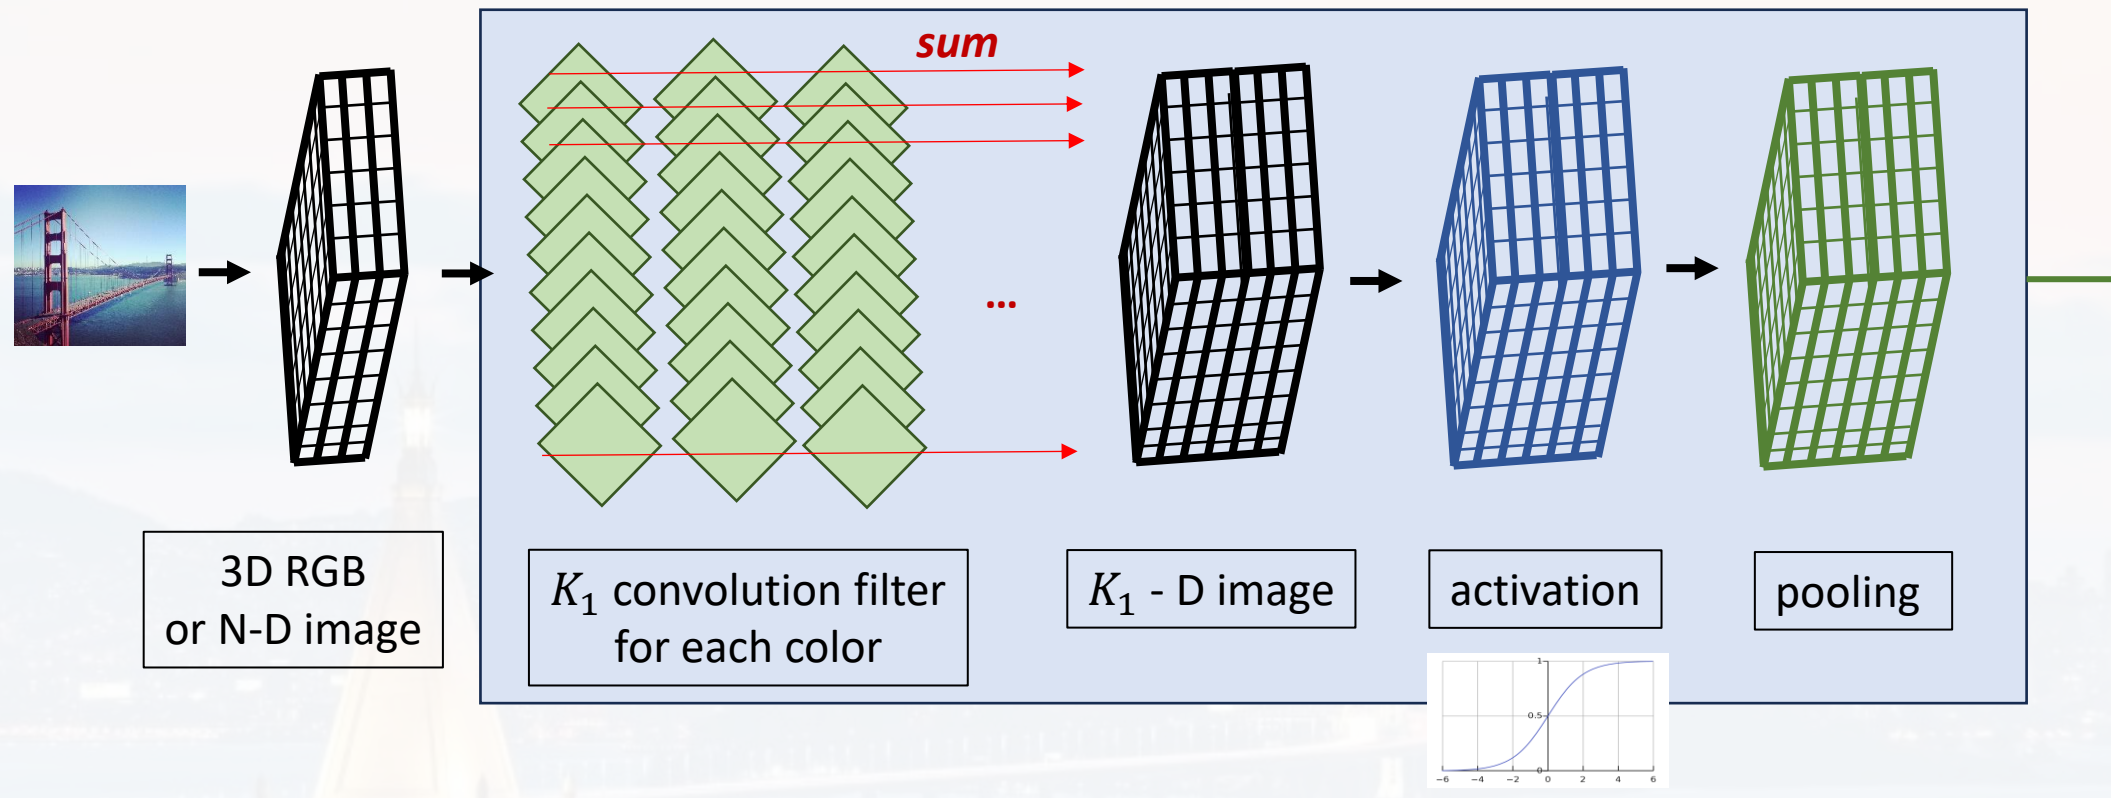 sum
...
3D RGB
or N-D image
K₁ convolution filter
for each color
K₁ - D image
activation
pooling
1
0.5
0
-6 -4 -2 0 2 4 6